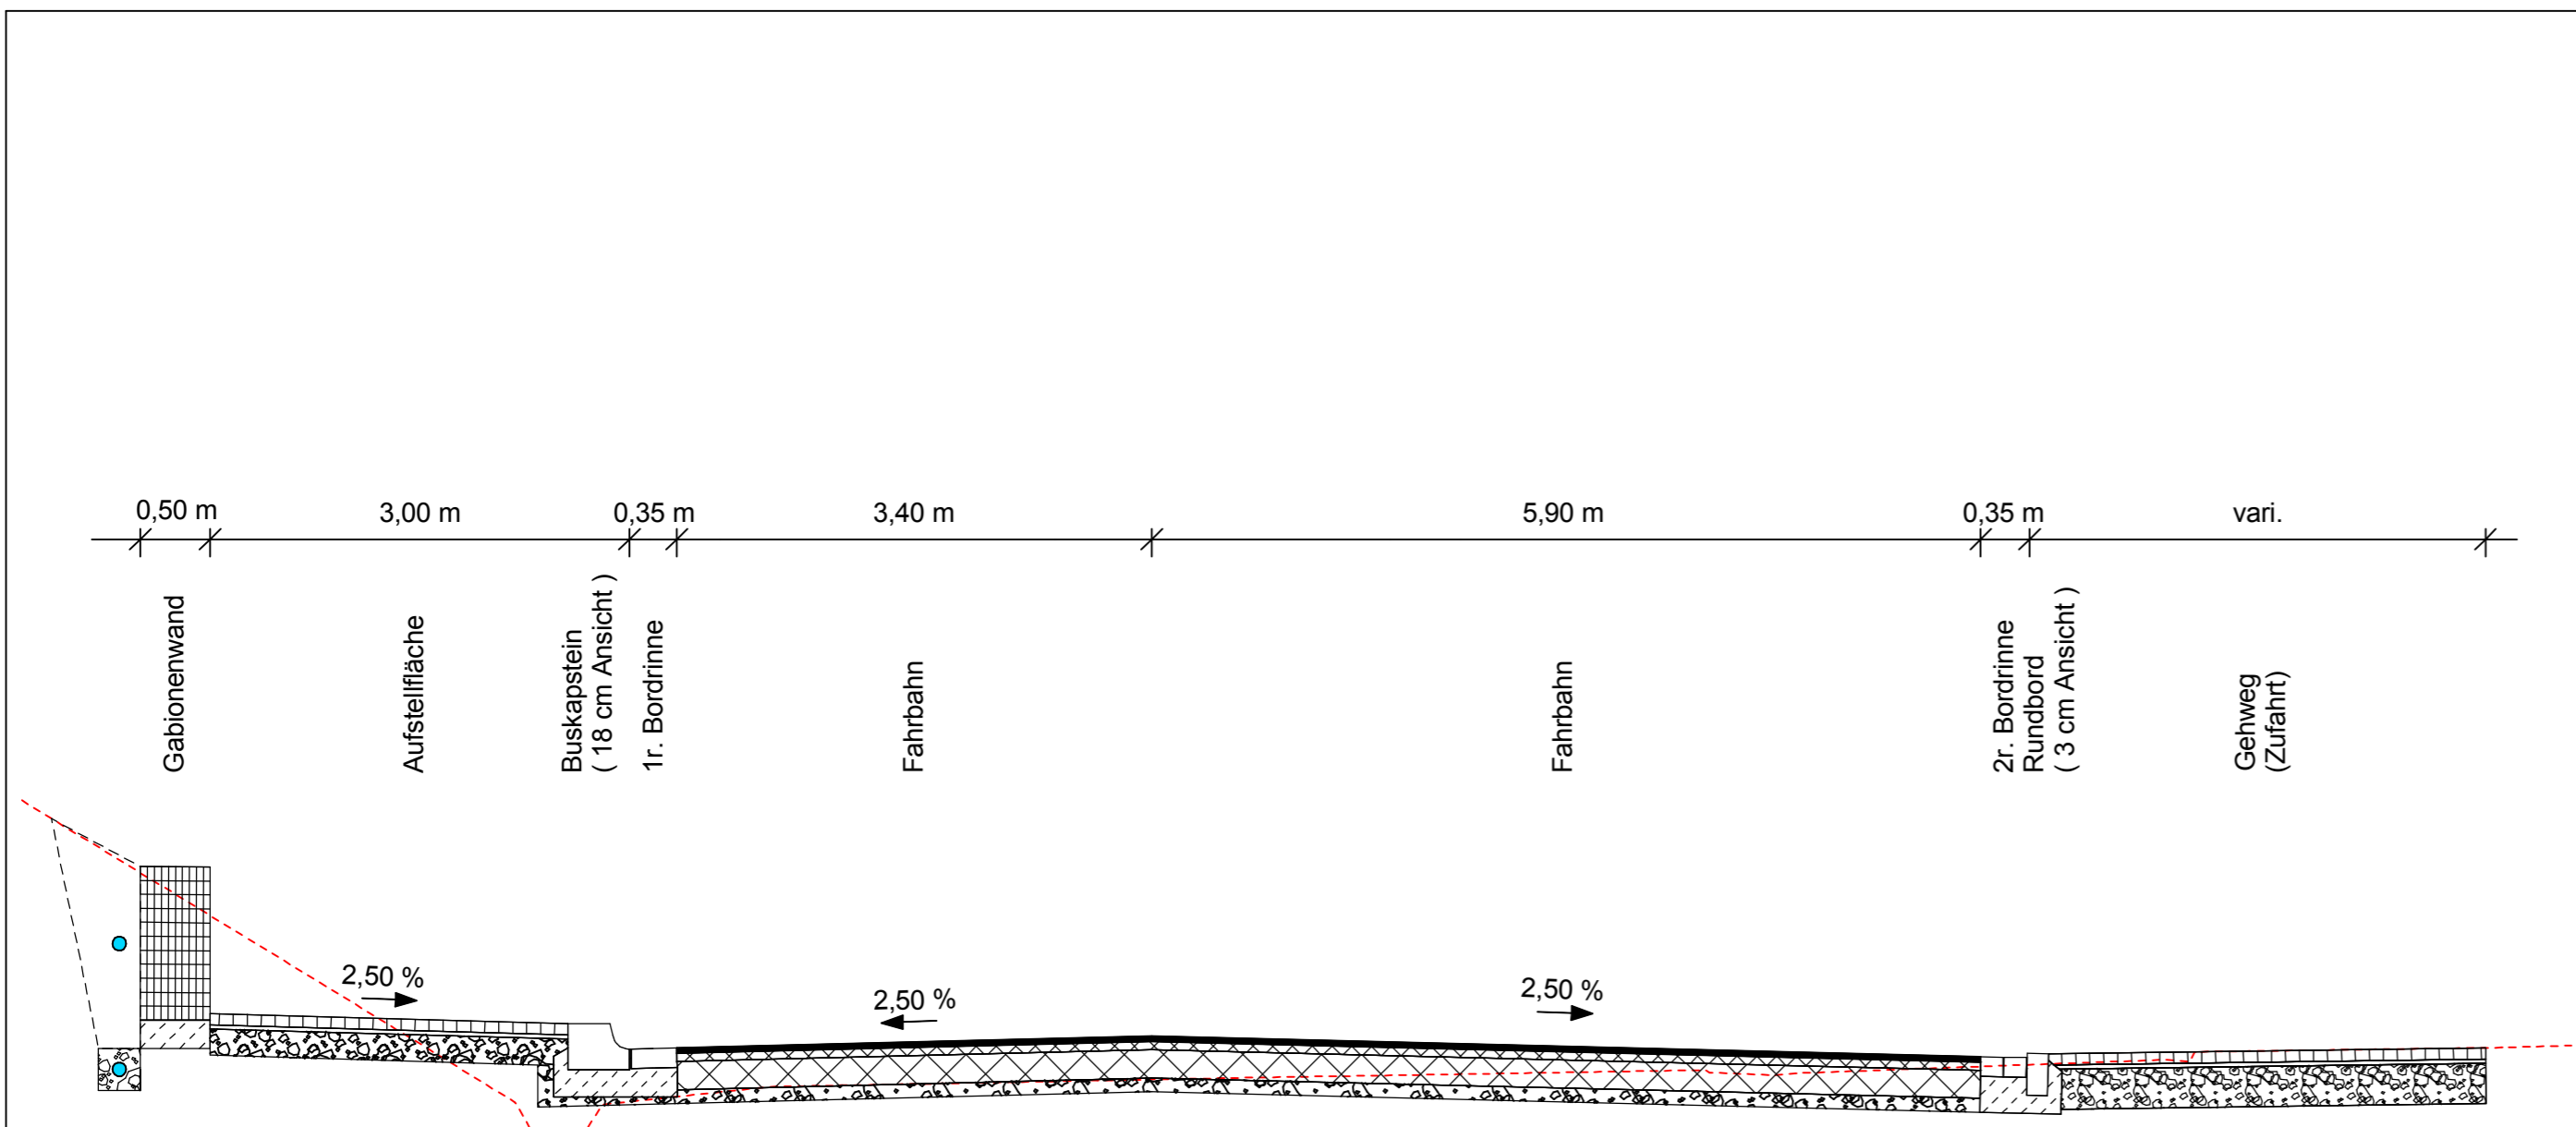 0,50 m
3,00 m
0,35 m
3,40 m
5,90 m
0,35 m
vari.
Gabionenwand
Aufstellfläche
Buskapstein
( 18 cm Ansicht )
1r. Bordrinne
Fahrbahn
Fahrbahn
2r. Bordrinne
Rundbord
( 3 cm Ansicht )
Gehweg
(Zufahrt)
2,50 %
2,50 %
2,50 %